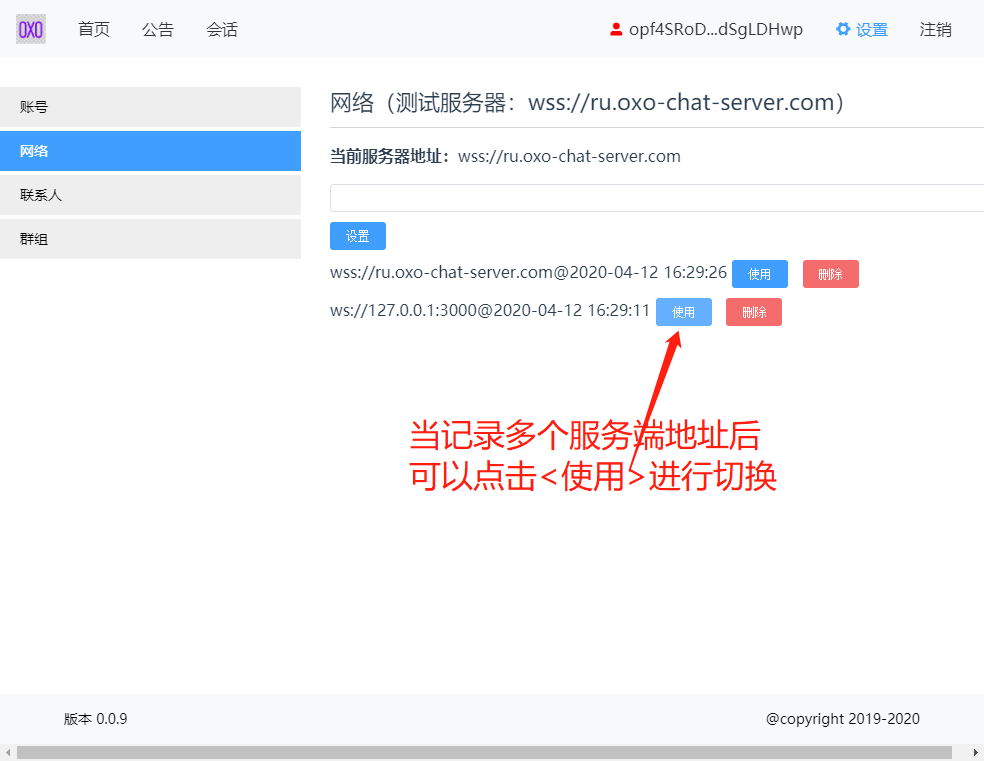 OXO 首页 公告 会话 opf4SRoD...dSgLDHwp 设置 注销
账号
网络
联系人
群组
网络（测试服务器：wss://ru.oxo-chat-server.com）
当前服务器地址：wss://ru.oxo-chat-server.com
设置
wss://ru.oxo-chat-server.com@2020-04-12 16:29:26 使用 删除
ws://127.0.0.1:3000@2020-04-12 16:29:11 使用 删除
当记录多个服务端地址后
可以点击<使用>进行切换
版本 0.0.9 @copyright 2019-2020